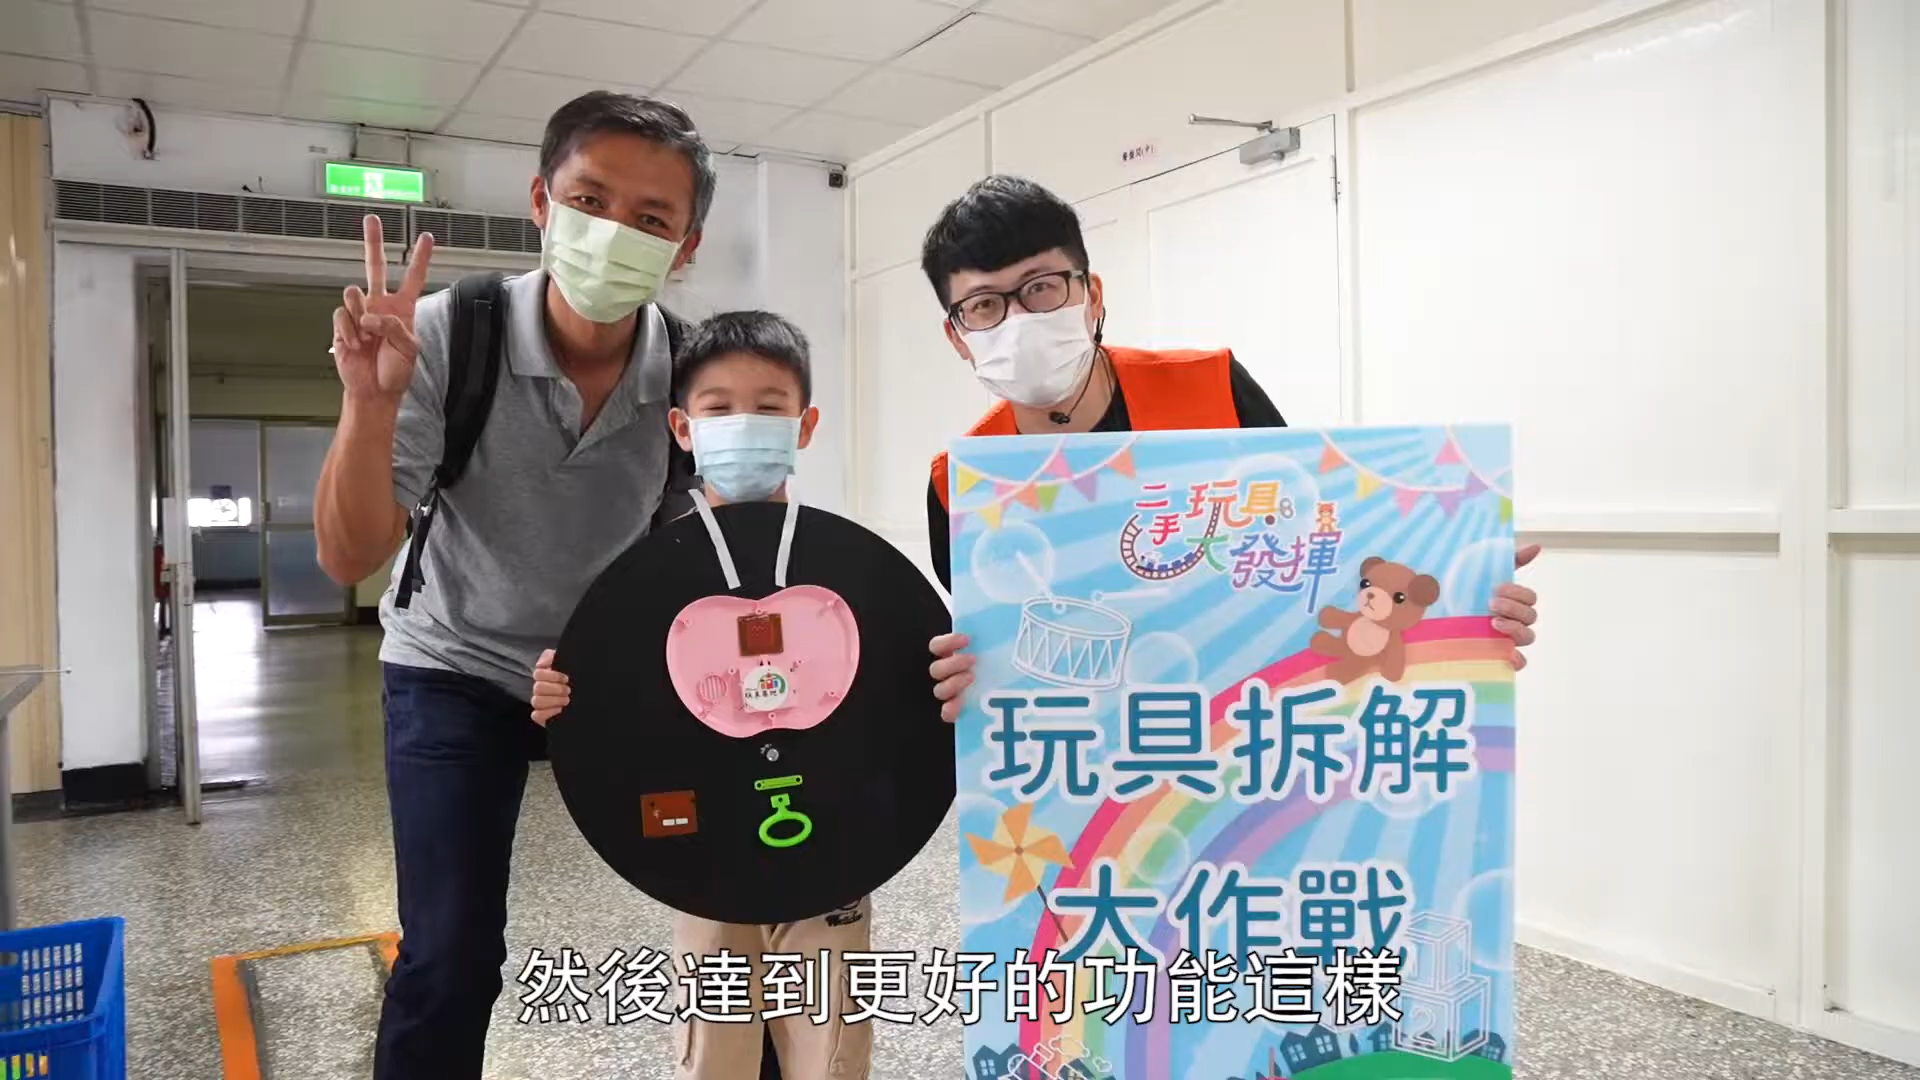 二手玩具
大發揮
玩具拆解
大作戰
2
然後達到更好的功能這樣